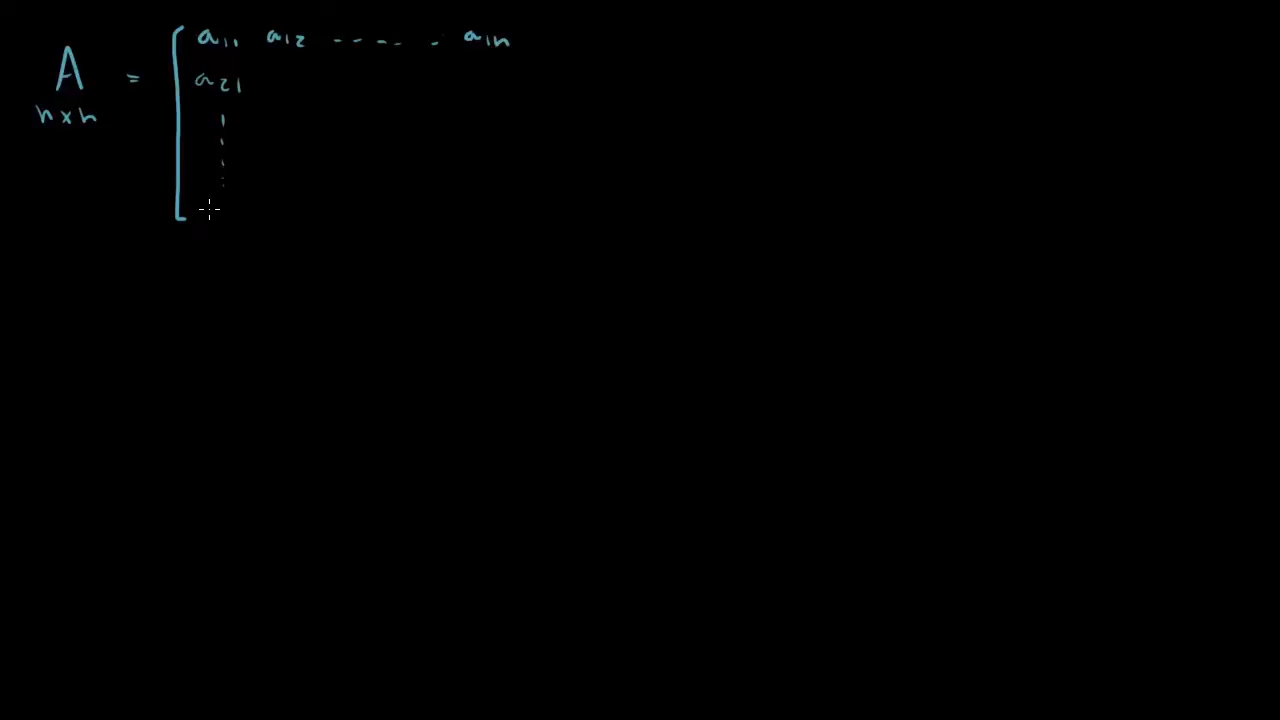 A = [ a11 a12 ----- - a1n
n x n
a21